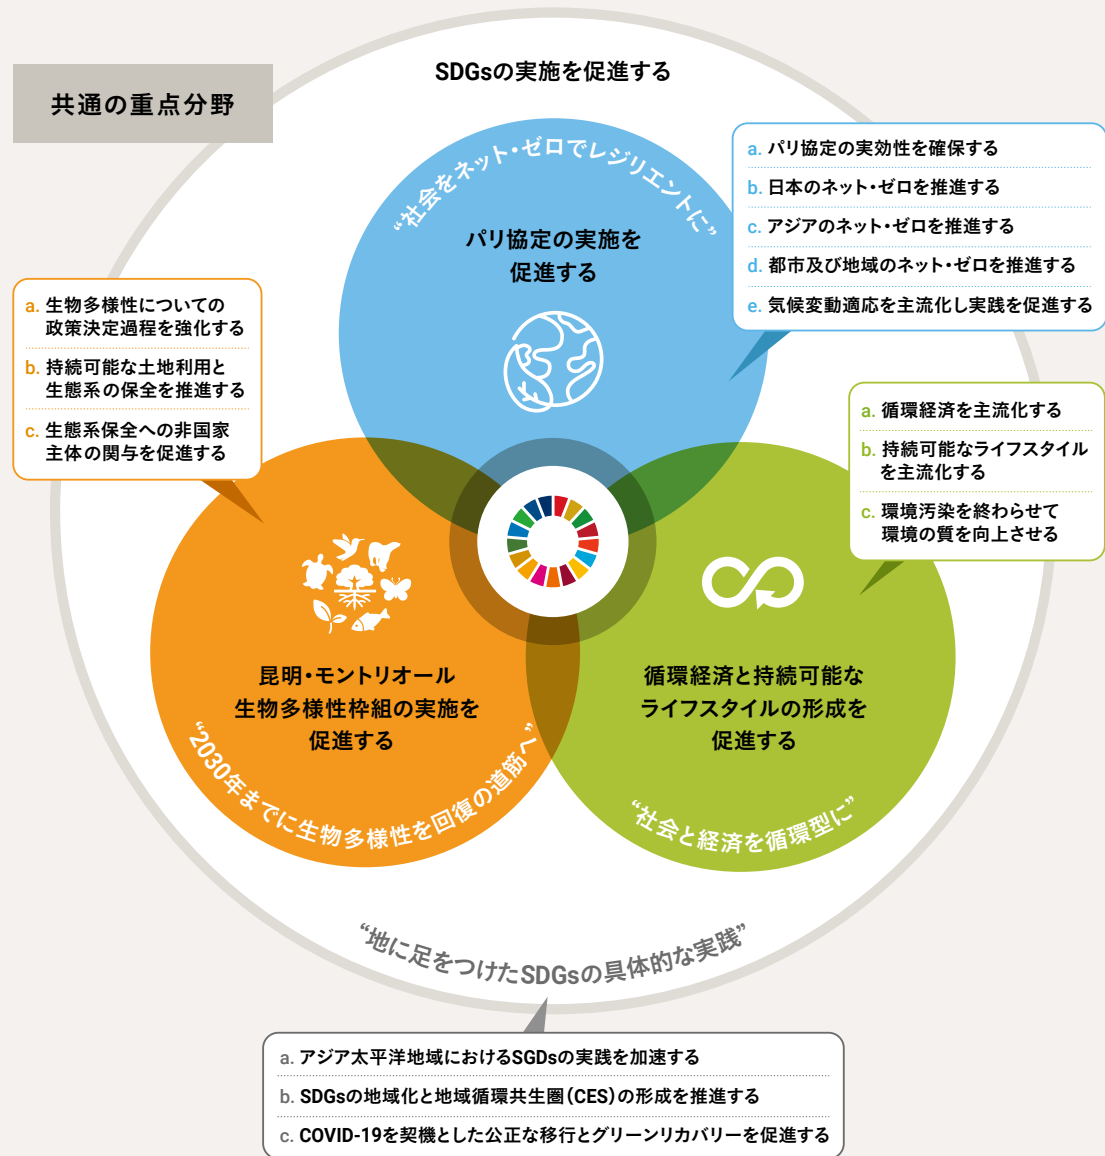 共通の重点分野
SDGsの実施を促進する
“社会をネット・ゼロでレジリエントに”
パリ協定の実施を
促進する
a. パリ協定の実効性を確保する
b. 日本のネット・ゼロを推進する
c. アジアのネット・ゼロを推進する
d. 都市及び地域のネット・ゼロを推進する
e. 気候変動適応を主流化し実践を促進する
a. 生物多様性についての
政策決定過程を強化する
b. 持続可能な土地利用と
生態系の保全を推進する
c. 生態系保全への非国家
主体の関与を促進する
a. 循環経済を主流化する
b. 持続可能なライフスタイル
を主流化する
c. 環境汚染を終わらせて
環境の質を向上させる
昆明・モントリオール
生物多様性枠組の実施を
促進する
“2030年までに生物多様性を回復の道筋へ”
循環経済と持続可能な
ライフスタイルの形成を
促進する
“社会と経済を循環型に”
“地に足をつけたSDGsの具体的な実践”
a. アジア太平洋地域におけるSGDsの実践を加速する
b. SDGsの地域化と地域循環共生圏(CES)の形成を推進する
c. COVID-19を契機とした公正な移行とグリーンリカバリーを促進する